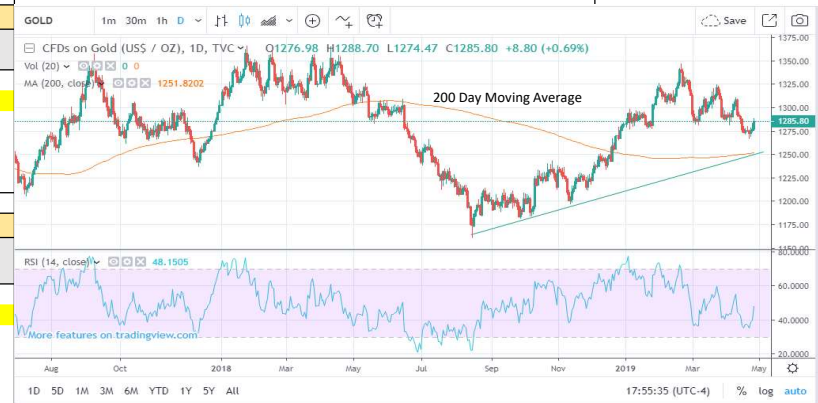 GOLD 1m 30m 1h D Save
CFDs on Gold (US$ / OZ), 1D, TVC O1276.98 H1288.70 L1274.47 C1285.80 +8.80 (+0.69%)
Vol (20) 0 0
MA (200, close) 1251.8202
200 Day Moving Average
1375.00
1350.00
1325.00
1300.00
1285.80
1275.00
1250.00
1225.00
1200.00
1175.00
1150.00
RSI (14, close) 48.1505
80.0000
60.0000
40.0000
20.0000
More features on tradingview.com
Aug Oct 2018 Mar May Jul Sep Nov 2019 Mar May
1D 5D 1M 3M 6M YTD 1Y 5Y All 17:55:35 (UTC-4) % log auto